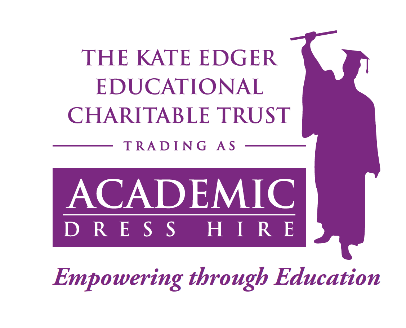 THE KATE EDGER
EDUCATIONAL
CHARITABLE TRUST
TRADING AS
ACADEMIC
DRESS HIRE
Empowering through Education